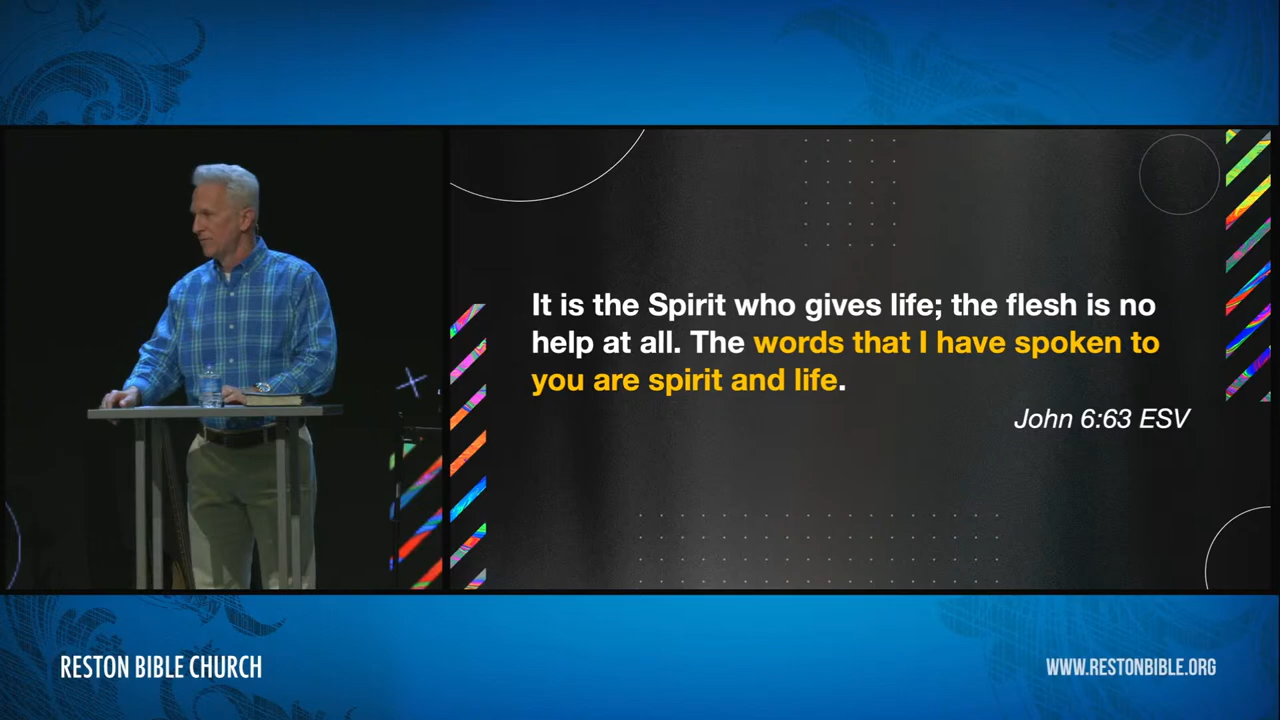 It is the Spirit who gives life; the flesh is no
help at all. The words that I have spoken to
you are spirit and life.
John 6:63 ESV
RESTON BIBLE CHURCH
WWW.RESTONBIBLE.ORG